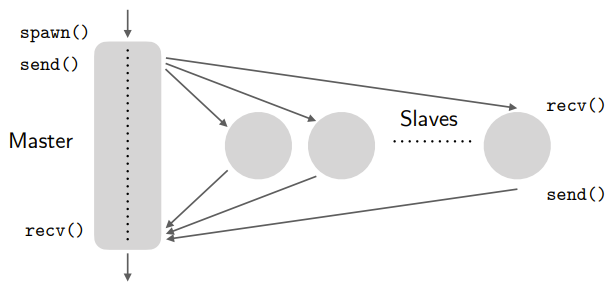 spawn()
send()
Master
recv()
Slaves
recv()
send()